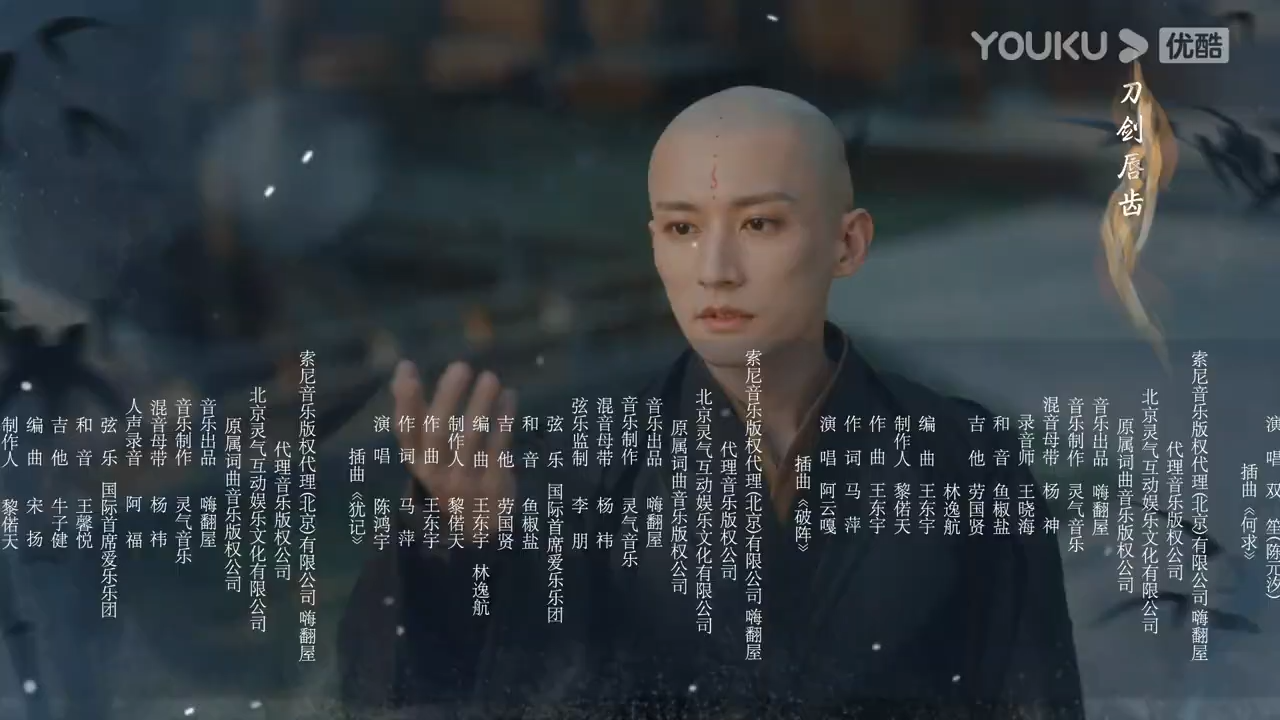 YOUKU 优酷
刀剑唇齿
制作人 黎偌天
编曲 宋扬
吉他 牛子健
和音 王馨悦
弦乐 国际首席爱乐乐团
人声录音 阿福
混音母带 杨祎
音乐制作 灵气音乐
音乐出品 嗨翻屋
原属词曲音乐版权公司
北京灵气互动娱乐文化有限公司
代理音乐版权公司
索尼音乐版权代理(北京)有限公司 嗨翻屋
插曲《犹记》
演唱 陈鸿宇
作词 马萍
作曲 王东宇
制作人 黎偌天
编曲 王东宇 林逸航
吉他 劳国贤
和音 鱼椒盐
弦乐 国际首席爱乐乐团
弦乐监制 李朋
混音母带 杨祎
音乐制作 灵气音乐
音乐出品 嗨翻屋
原属词曲音乐版权公司
北京灵气互动娱乐文化有限公司
代理音乐版权公司
索尼音乐版权代理(北京)有限公司 嗨翻屋
插曲《破阵》
演唱 阿云嘎
作词 马萍
作曲 王东宇
制作人 黎偌天
编曲 王东宇
林逸航
吉他 劳国贤
和音 鱼椒盐
录音师 王晓海
混音母带 杨神
音乐制作 灵气音乐
音乐出品 嗨翻屋
原属词曲音乐版权公司
北京灵气互动娱乐文化有限公司
代理音乐版权公司
索尼音乐版权代理(北京)有限公司 嗨翻屋
插曲《何求》
演唱 双笙(陈元汐)